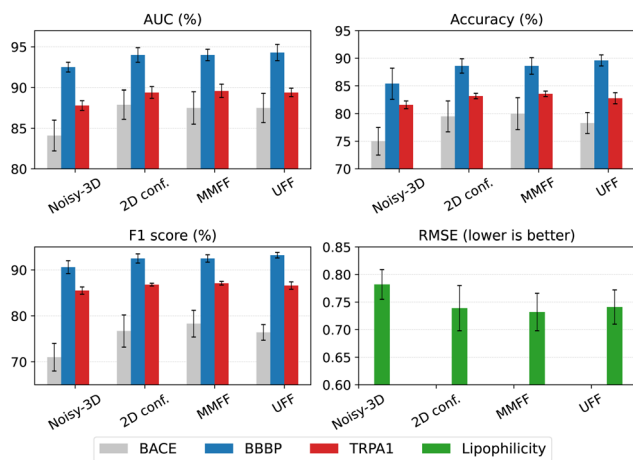 AUC (%)
95
90
85
80
Noisy-3D
2D conf.
MMFF
UFF
Accuracy (%)
95
90
85
80
75
70
Noisy-3D
2D conf.
MMFF
UFF
F1 score (%)
90
80
70
Noisy-3D
2D conf.
MMFF
UFF
RMSE (lower is better)
0.85
0.80
0.75
0.70
0.65
0.60
Noisy-3D
2D conf.
MMFF
UFF
BACE BBBP TRPA1 Lipophilicity